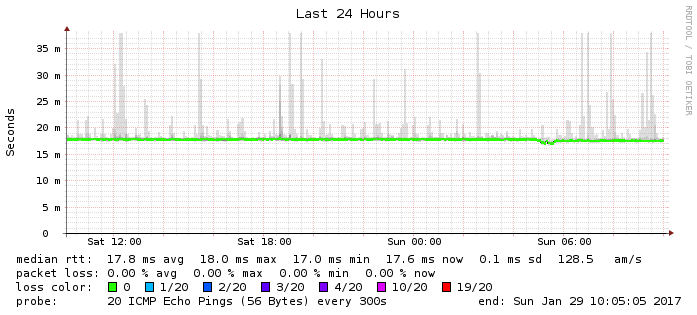 Last 24 Hours
RRDTOOL / TOBI OETIKER
Seconds
35 m
30 m
25 m
20 m
15 m
10 m
5 m
0
Sat 12:00 Sat 18:00 Sun 00:00 Sun 06:00
median rtt: 17.8 ms avg 18.0 ms max 17.0 ms min 17.6 ms now 0.1 ms sd 128.5 am/s
packet loss: 0.00 % avg 0.00 % max 0.00 % min 0.00 % now
loss color: 0 1/20 2/20 3/20 4/20 10/20 19/20
probe: 20 ICMP Echo Pings (56 Bytes) every 300s end: Sun Jan 29 10:05:05 2017